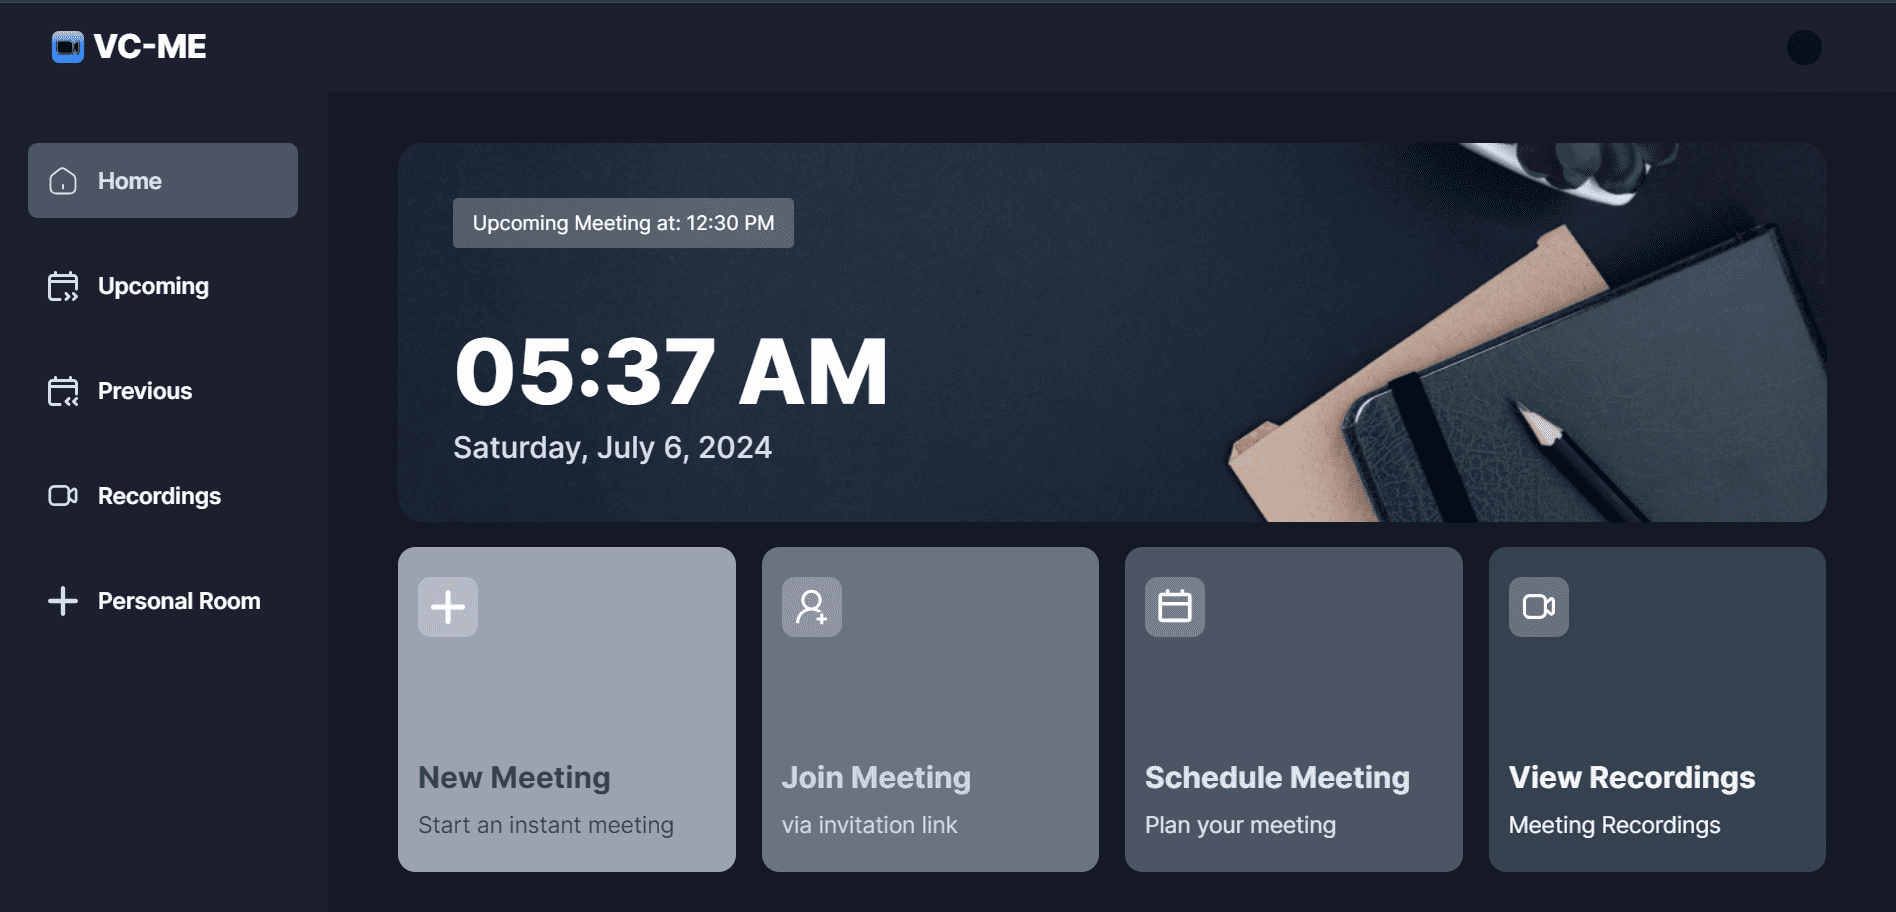 VC-ME
Home
Upcoming
Previous
Recordings
Personal Room
Upcoming Meeting at: 12:30 PM
05:37 AM
Saturday, July 6, 2024
New Meeting
Start an instant meeting
Join Meeting
via invitation link
Schedule Meeting
Plan your meeting
View Recordings
Meeting Recordings